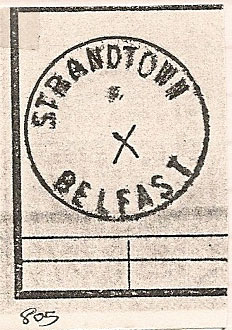 STRANDTOWN
X
BELFAST
805